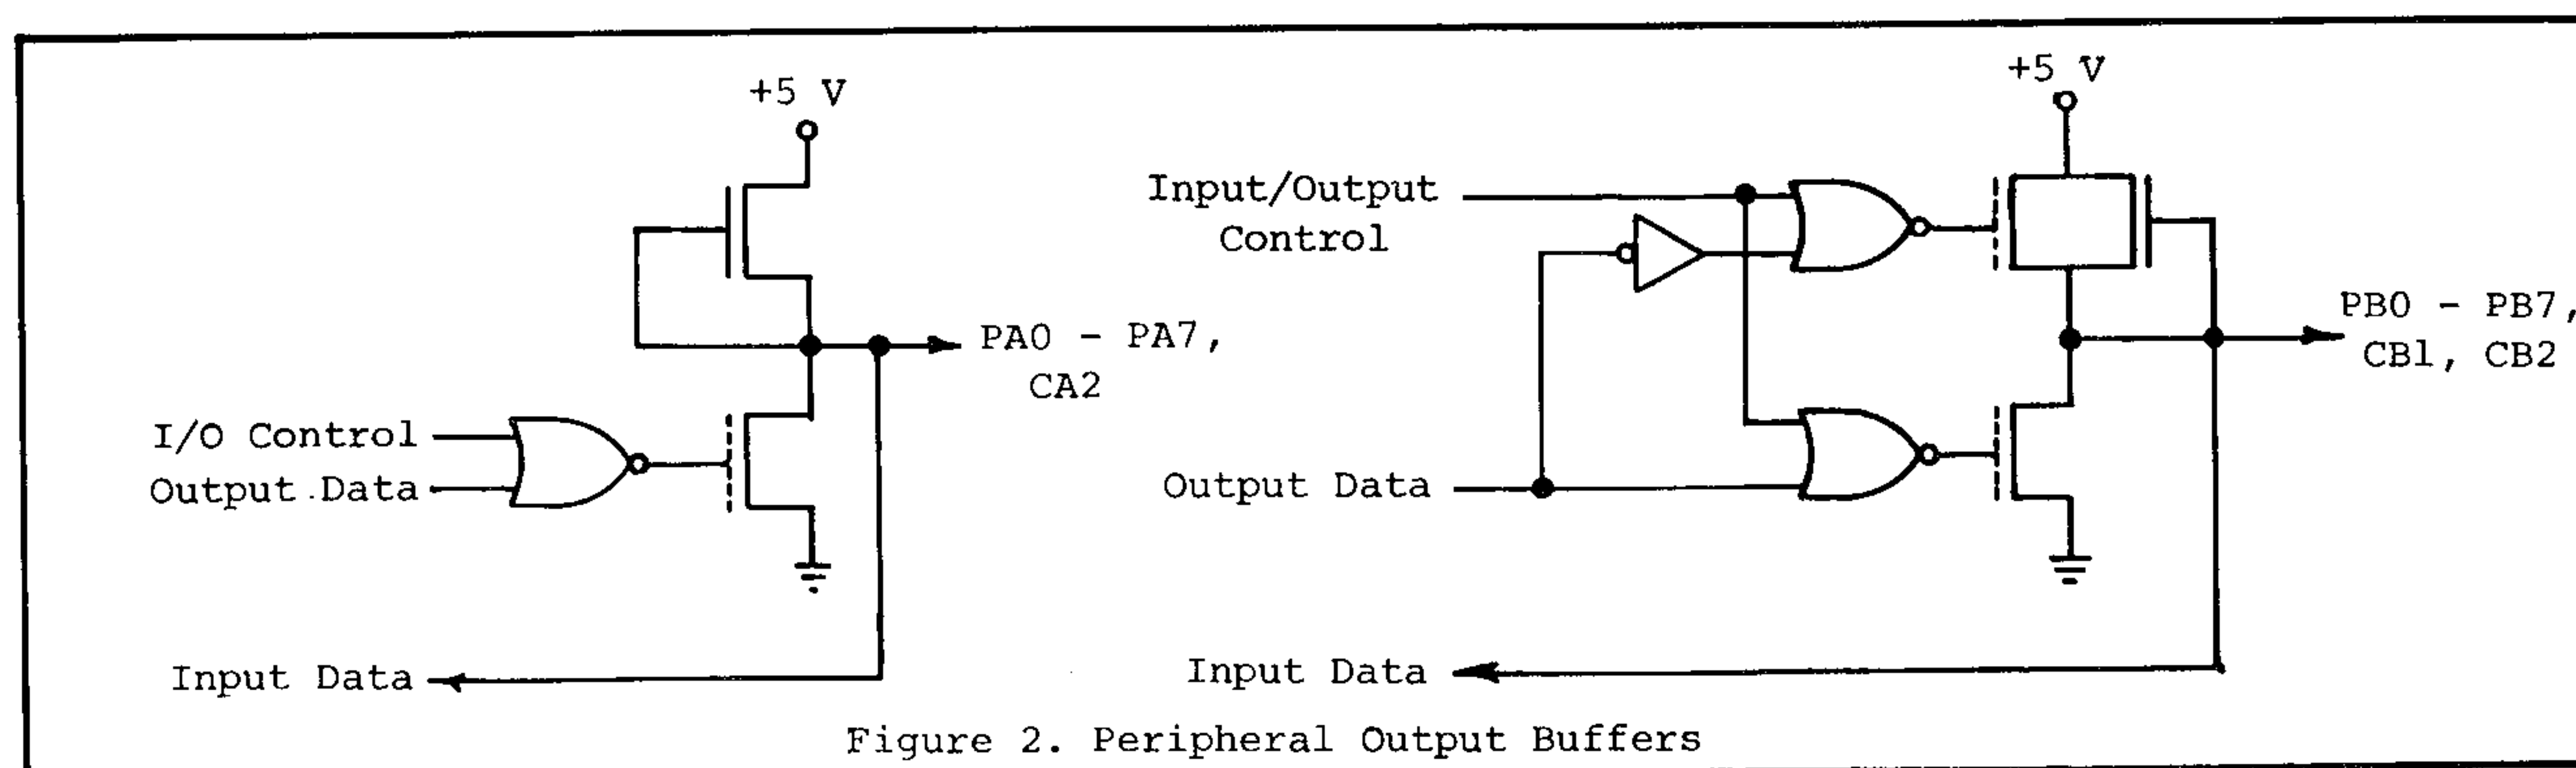 +5 V
PA0 - PA7,
CA2
I/O Control
Output Data
Input Data
+5 V
Input/Output
Control
PB0 - PB7,
CB1, CB2
Output Data
Input Data
Figure 2. Peripheral Output Buffers